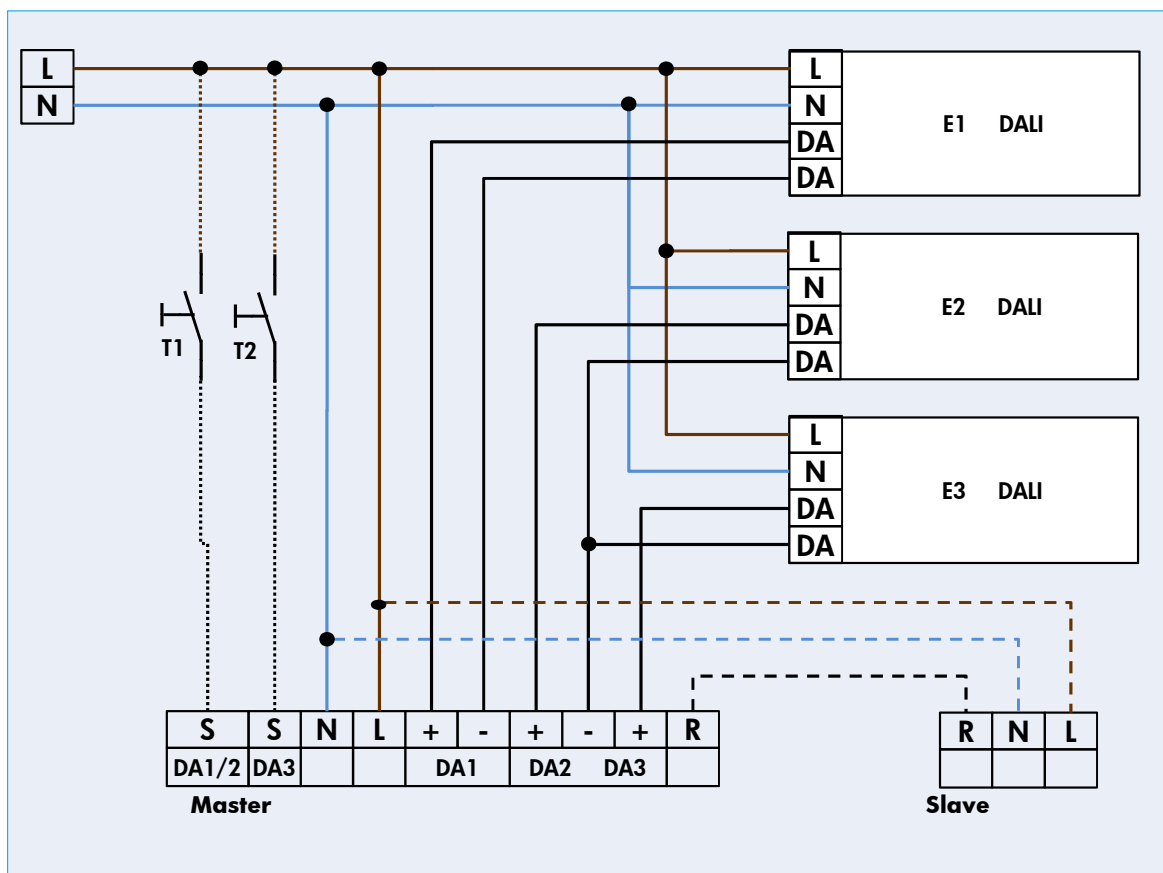 L
N
L
N
DA
DA
E1 DALI
L
N
DA
DA
E2 DALI
T1 T2
L
N
DA
DA
E3 DALI
S S N L + - + - + R
DA1/2 DA3 DA1 DA2 DA3
Master
R N L
Slave